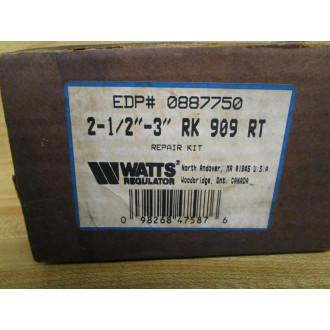 EDP# 0887750
2-1/2"-3" RK 909 RT
REPAIR KIT
WATTS®
REGULATOR
North Andover, MA 01845 U.S.A.
Woodbridge, Ont. CANADA
0 98268 47587 6